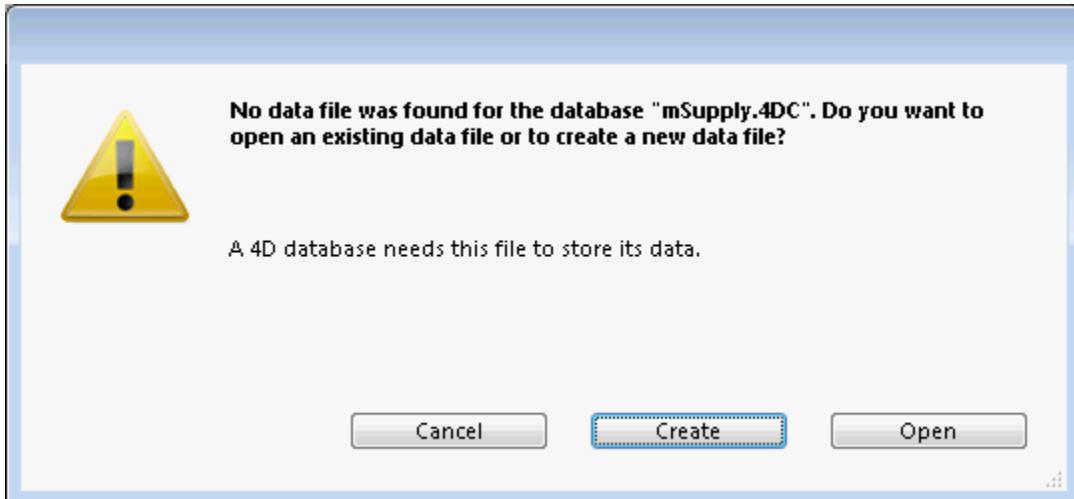 No data file was found for the database "mSupply.4DC". Do you want to
open an existing data file or to create a new data file?
A 4D database needs this file to store its data.
Cancel
Create
Open